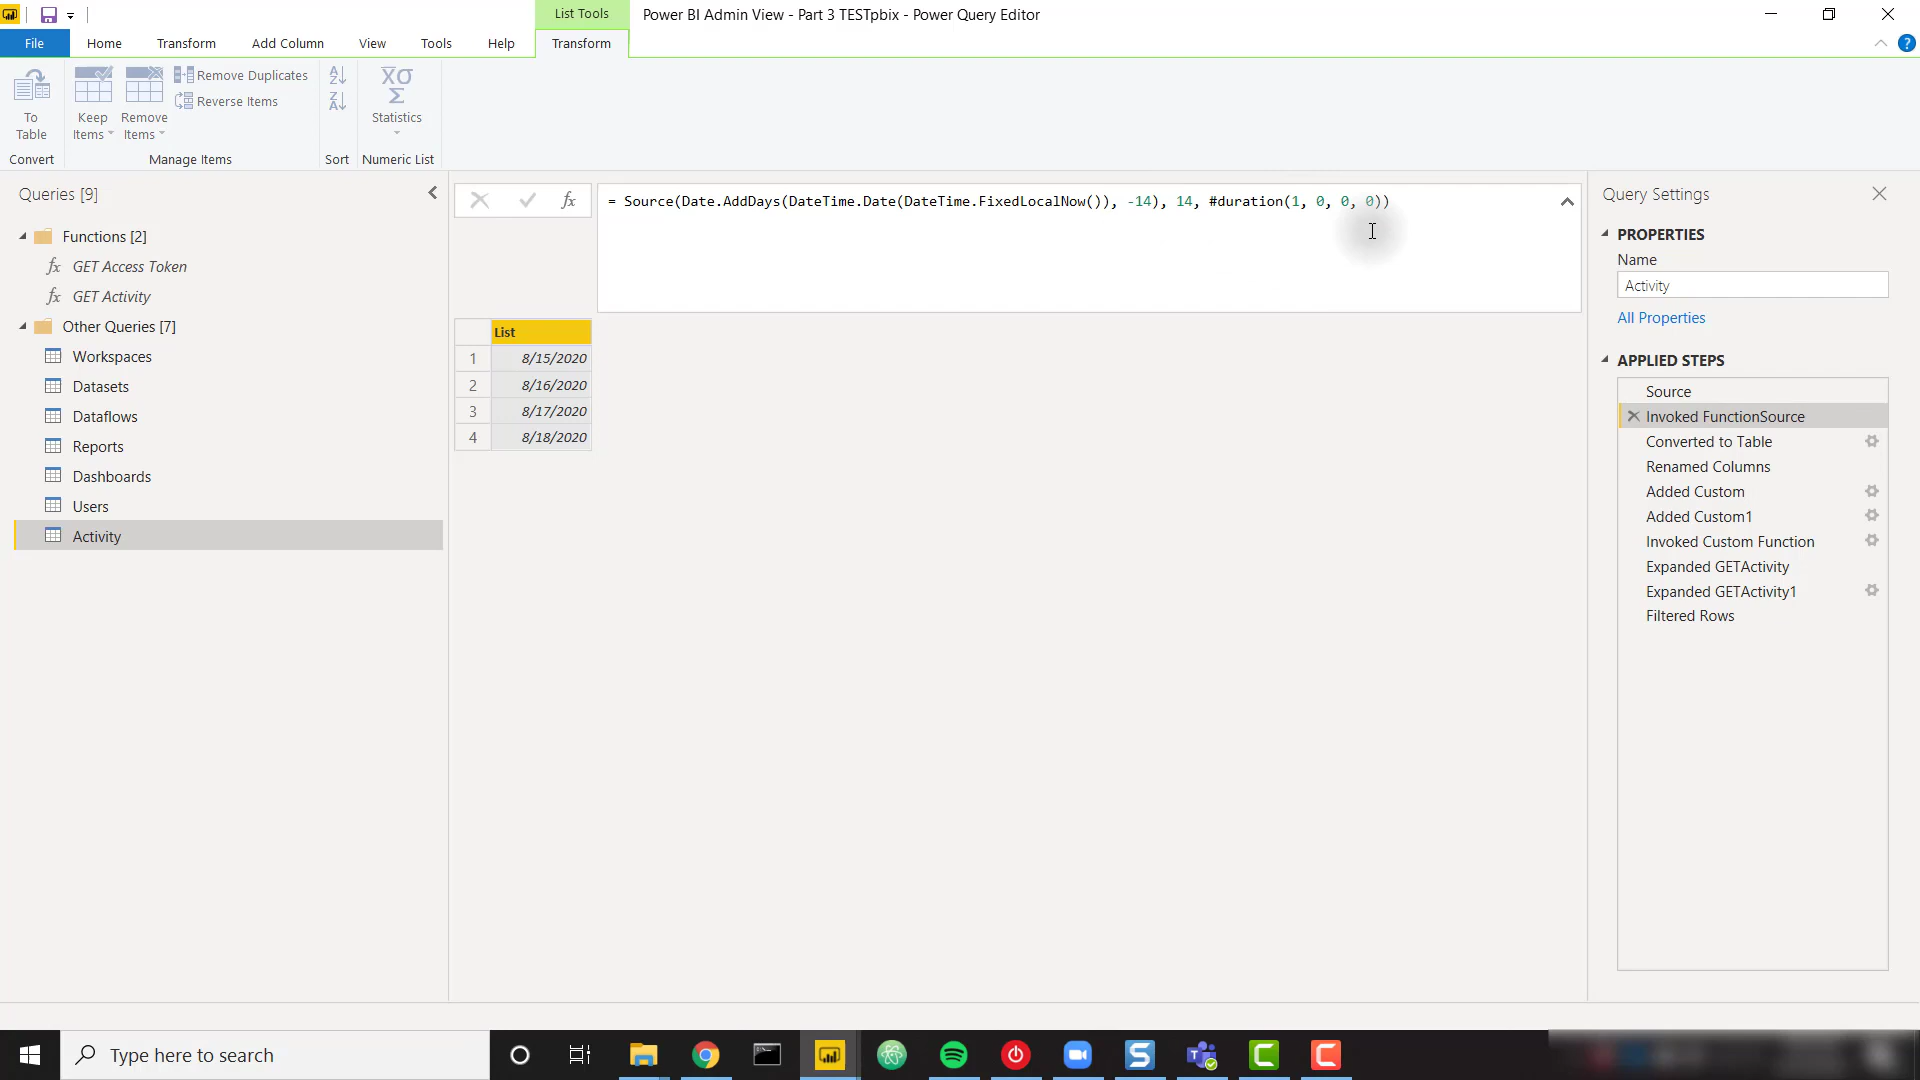 List Tools
Power BI Admin View - Part 3 TESTpbix - Power Query Editor
File
Home
Transform
Add Column
View
Tools
Help
Transform
To
Table
Keep
Items
Remove
Items
Remove Duplicates
Reverse Items
Statistics
Convert
Manage Items
Sort
Numeric List
Queries [9]
Functions [2]
fx GET Access Token
fx GET Activity
Other Queries [7]
Workspaces
Datasets
Dataflows
Reports
Dashboards
Users
Activity
fx
= Source(Date.AddDays(DateTime.Date(DateTime.FixedLocalNow()), -14), 14, #duration(1, 0, 0, 0))
List
1 8/15/2020
2 8/16/2020
3 8/17/2020
4 8/18/2020
Query Settings
PROPERTIES
Name
Activity
All Properties
APPLIED STEPS
Source
Invoked FunctionSource
Converted to Table
Renamed Columns
Added Custom
Added Custom1
Invoked Custom Function
Expanded GETActivity
Expanded GETActivity1
Filtered Rows
Type here to search